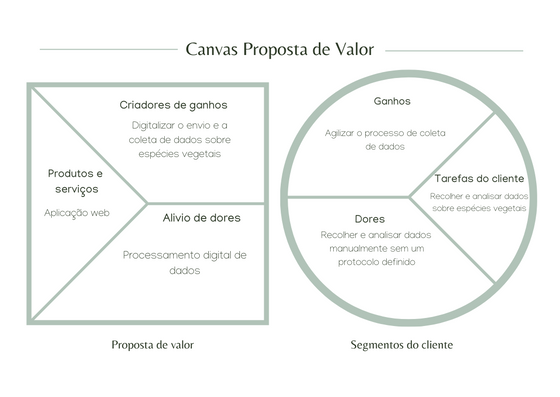 Canvas Proposta de Valor
Criadores de ganhos
Digitalizar o envio e a
coleta de dados sobre
espécies vegetais
Produtos e
serviços
Aplicação web
Alivio de dores
Processamento digital de
dados
Proposta de valor
Ganhos
Agilizar o processo de coleta
de dados
Tarefas do cliente
Recolher e analisar dados
sobre espécies vegetais
Dores
Recolher e analisar dados
manualmente sem um
protocolo definido
Segmentos do cliente